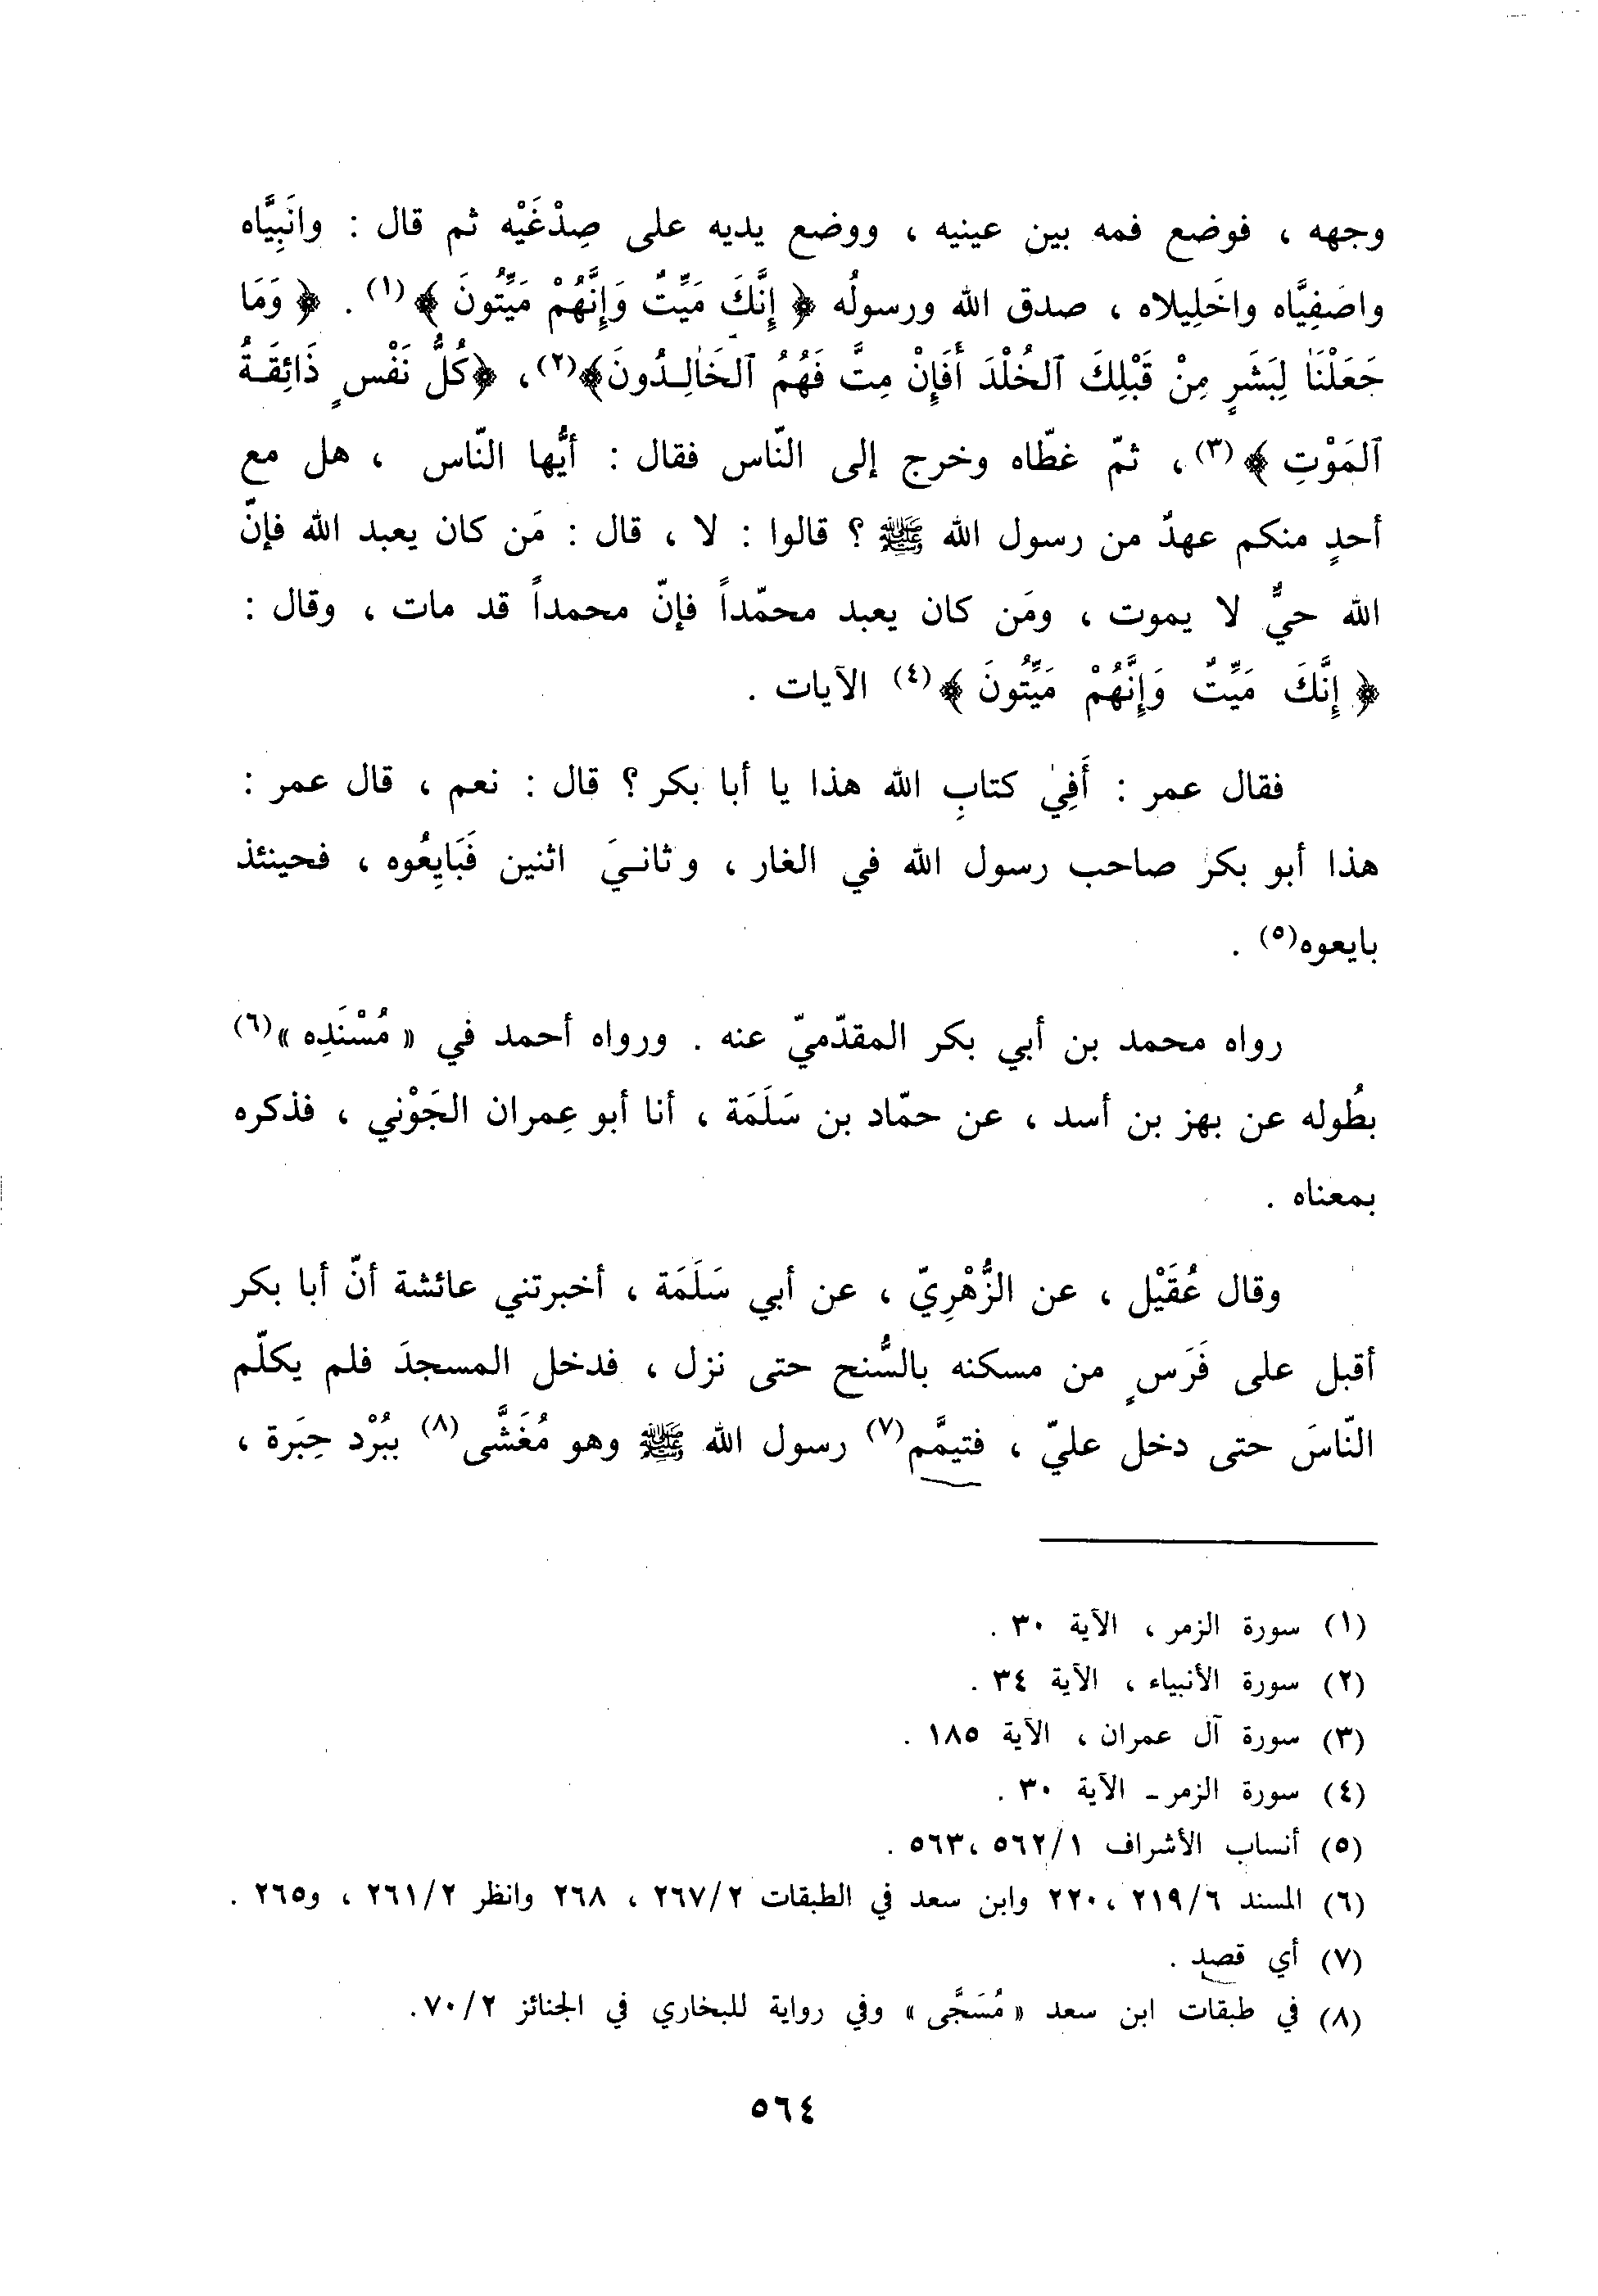 وجهه ، فوضع فمه بين عينيه ، ووضع يديه على صِدْغَيْه ثم قال : وانَبِيَّاه
واصَفِيَّاه واخَلِيلاه ، صدق الله ورسولُه ﴿ إِنَّكَ مَيِّتٌ وَإِنَّهُمْ مَيِّتُونَ ﴾(١) . ﴿ وَمَا
جَعَلْنَا لِبَشَرٍ مِنْ قَبْلِكَ ٱلخُلْدَ أَفَإِنْ مِتَّ فَهُمُ ٱلخَالِدُونَ﴾(٢)، ﴿كُلُّ نَفْسٍ ذَائِقَةُ
ٱلمَوْتِ ﴾(٣)، ثمّ غطّاه وخرج إلى النّاس فقال : أيُّها النّاس ، هل مع
أحدٍ منكم عهدٌ من رسول الله ﷺ ؟ قالوا : لا ، قال : مَن كان يعبد الله فإنّ
الله حيٌّ لا يموت ، ومَن كان يعبد محمّداً فإنّ محمداً قد مات ، وقال :
﴿ إِنَّكَ مَيِّتٌ وَإِنَّهُمْ مَيِّتُونَ ﴾(٤) الآيات .
فقال عمر : أَفِي كتابِ الله هذا يا أبا بكر ؟ قال : نعم ، قال عمر :
هذا أبو بكر صاحب رسول الله في الغار ، وثانيَ اثنين فَبَايِعُوه ، فحينئذ
بايعوه(٥) .
رواه محمد بن أبي بكر المقدّميّ عنه . ورواه أحمد في « مُسْنَدِه »(٦)
بطُوله عن بهز بن أسد ، عن حمّاد بن سَلَمَة ، أنا أبو عِمران الجَوْني ، فذكره
بمعناه .
وقال عُقَيْل ، عن الزُّهْرِيّ ، عن أبي سَلَمَة ، أخبرتني عائشة أنّ أبا بكر
أقبل على فَرَسٍ من مسكنه بالسُّنح حتى نزل ، فدخل المسجدَ فلم يكلّم
النّاسَ حتى دخل عليّ ، فتيمَّم(٧) رسول الله ﷺ وهو مُغَشَّى(٨) ببُرْد حِبَرة ،
(١) سورة الزمر ، الآية ٣٠ .
(٢) سورة الأنبياء ، الآية ٣٤ .
(٣) سورة آل عمران ، الآية ١٨٥ .
(٤) سورة الزمر ـ الآية ٣٠ .
(٥) أنساب الأشراف ٥٦٢/١ ،٥٦٣ .
(٦) المسند ٢١٩/٦ ،٢٢٠ وابن سعد في الطبقات ٢٦٧/٢ ، ٢٦٨ وانظر ٢٦١/٢ ، و٢٦٥ .
(٧) أي قصد .
(٨) في طبقات ابن سعد « مُسَجَّى » وفي رواية للبخاري في الجنائز ٧٠/٢ .
٥٦٤